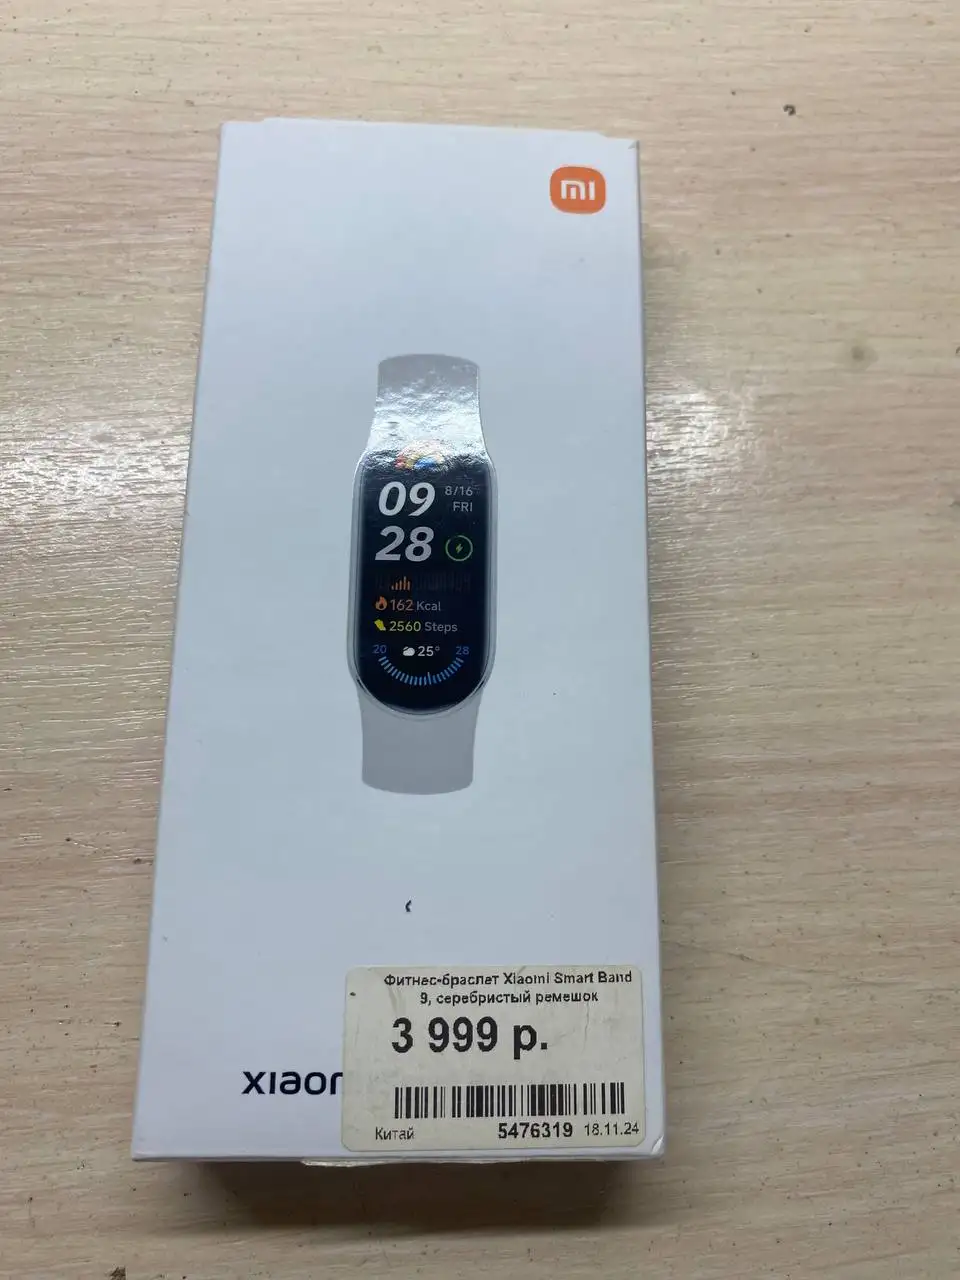 mi
09
8/16
FRI
28
162 Kcal
2560 Steps
20 25° 28
Фитнес-браслет Xiaomi Smart Band
9, серебристый ремешок
3 999 р.
xiaor
Китай 5476319 18.11.24